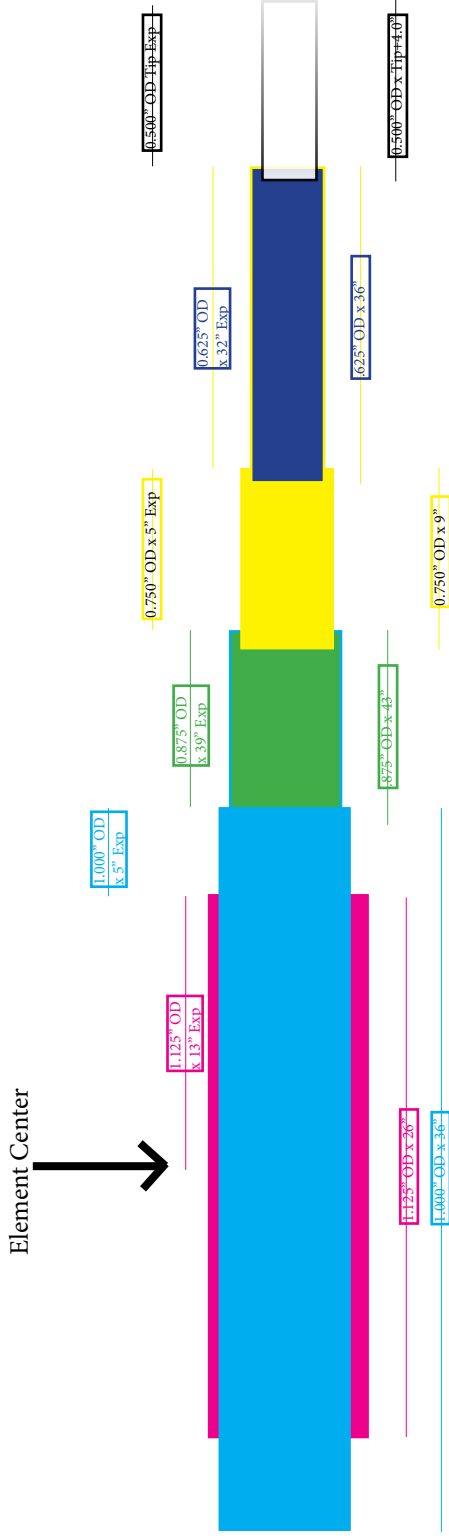 Element Center
1.125” OD
x 13” Exp
1.000” OD
x 5” Exp
0.875” OD
x 39” Exp
0.750” OD x 5” Exp
0.625” OD
x 32” Exp
0.500” OD Tip Exp
1.000” OD x 36”
1.125” OD x 26”
.875” OD x 43”
0.750” OD x 9”
.625” OD x 36”
0.500” OD x Tip+4.0”